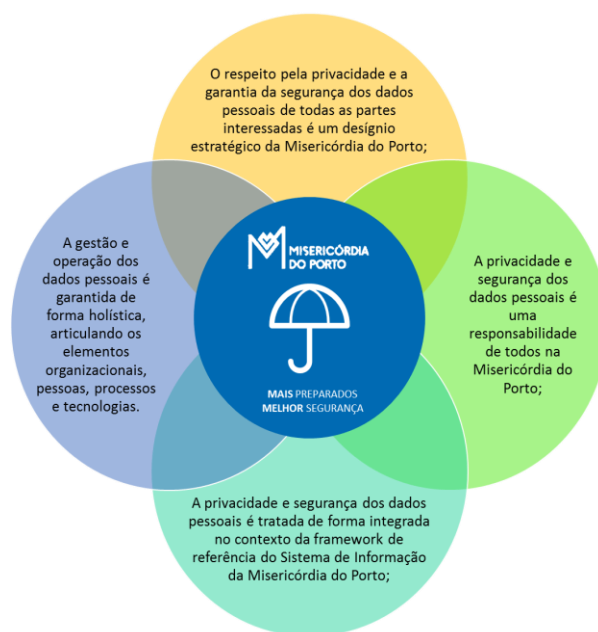 O respeito pela privacidade e a
garantia da segurança dos dados
pessoais de todas as partes
interessadas é um desígnio
estratégico da Misericórdia do Porto;
A gestão e
operação dos
dados pessoais é
garantida de
forma holística,
articulando os
elementos
organizacionais,
pessoas, processos
e tecnologias.
MISERICÓRDIA
DO PORTO
MAIS PREPARADOS
MELHOR SEGURANÇA
A privacidade e
segurança dos
dados pessoais é
uma
responsabilidade
de todos na
Misericórdia do
Porto;
A privacidade e segurança dos dados
pessoais é tratada de forma integrada
no contexto da framework de
referência do Sistema de Informação
da Misericórdia do Porto;